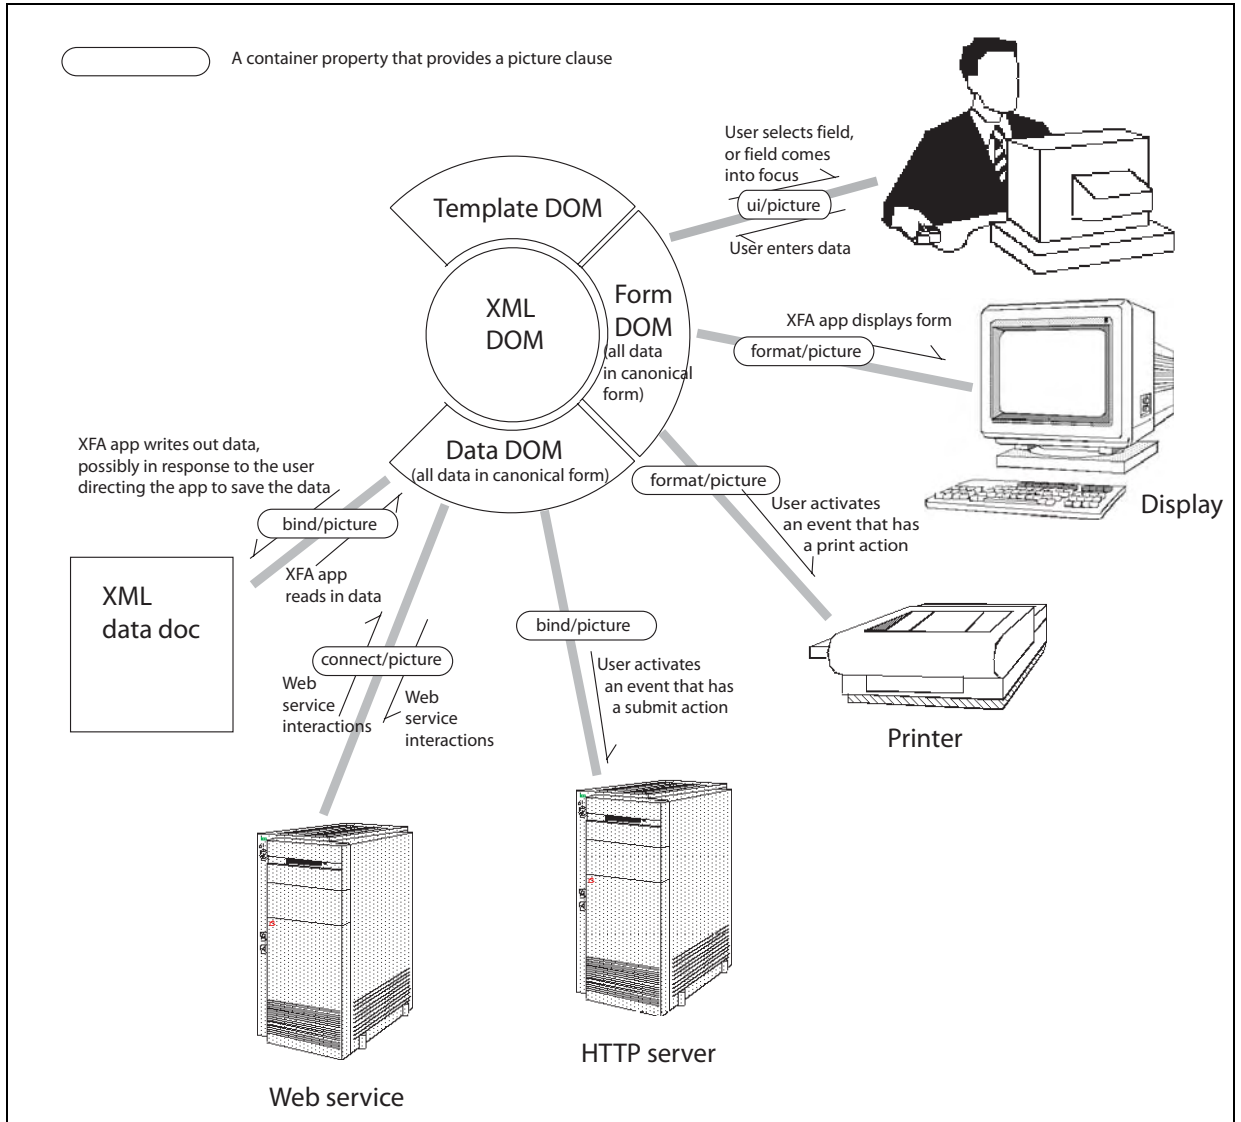 A container property that provides a picture clause
User selects field,
or field comes
into focus
ui/picture
User enters data
Template DOM
XML
DOM
Form
DOM
(all data
in canonical
form)
XFA app displays form
format/picture
Display
Data DOM
(all data in canonical form)
format/picture
User activates
an event that has
a print action
Printer
XFA app writes out data,
possibly in response to the user
directing the app to save the data
bind/picture
XFA app
reads in data
XML
data doc
connect/picture
Web
service
interactions
Web
service
interactions
bind/picture
User activates
an event that has
a submit action
HTTP server
Web service